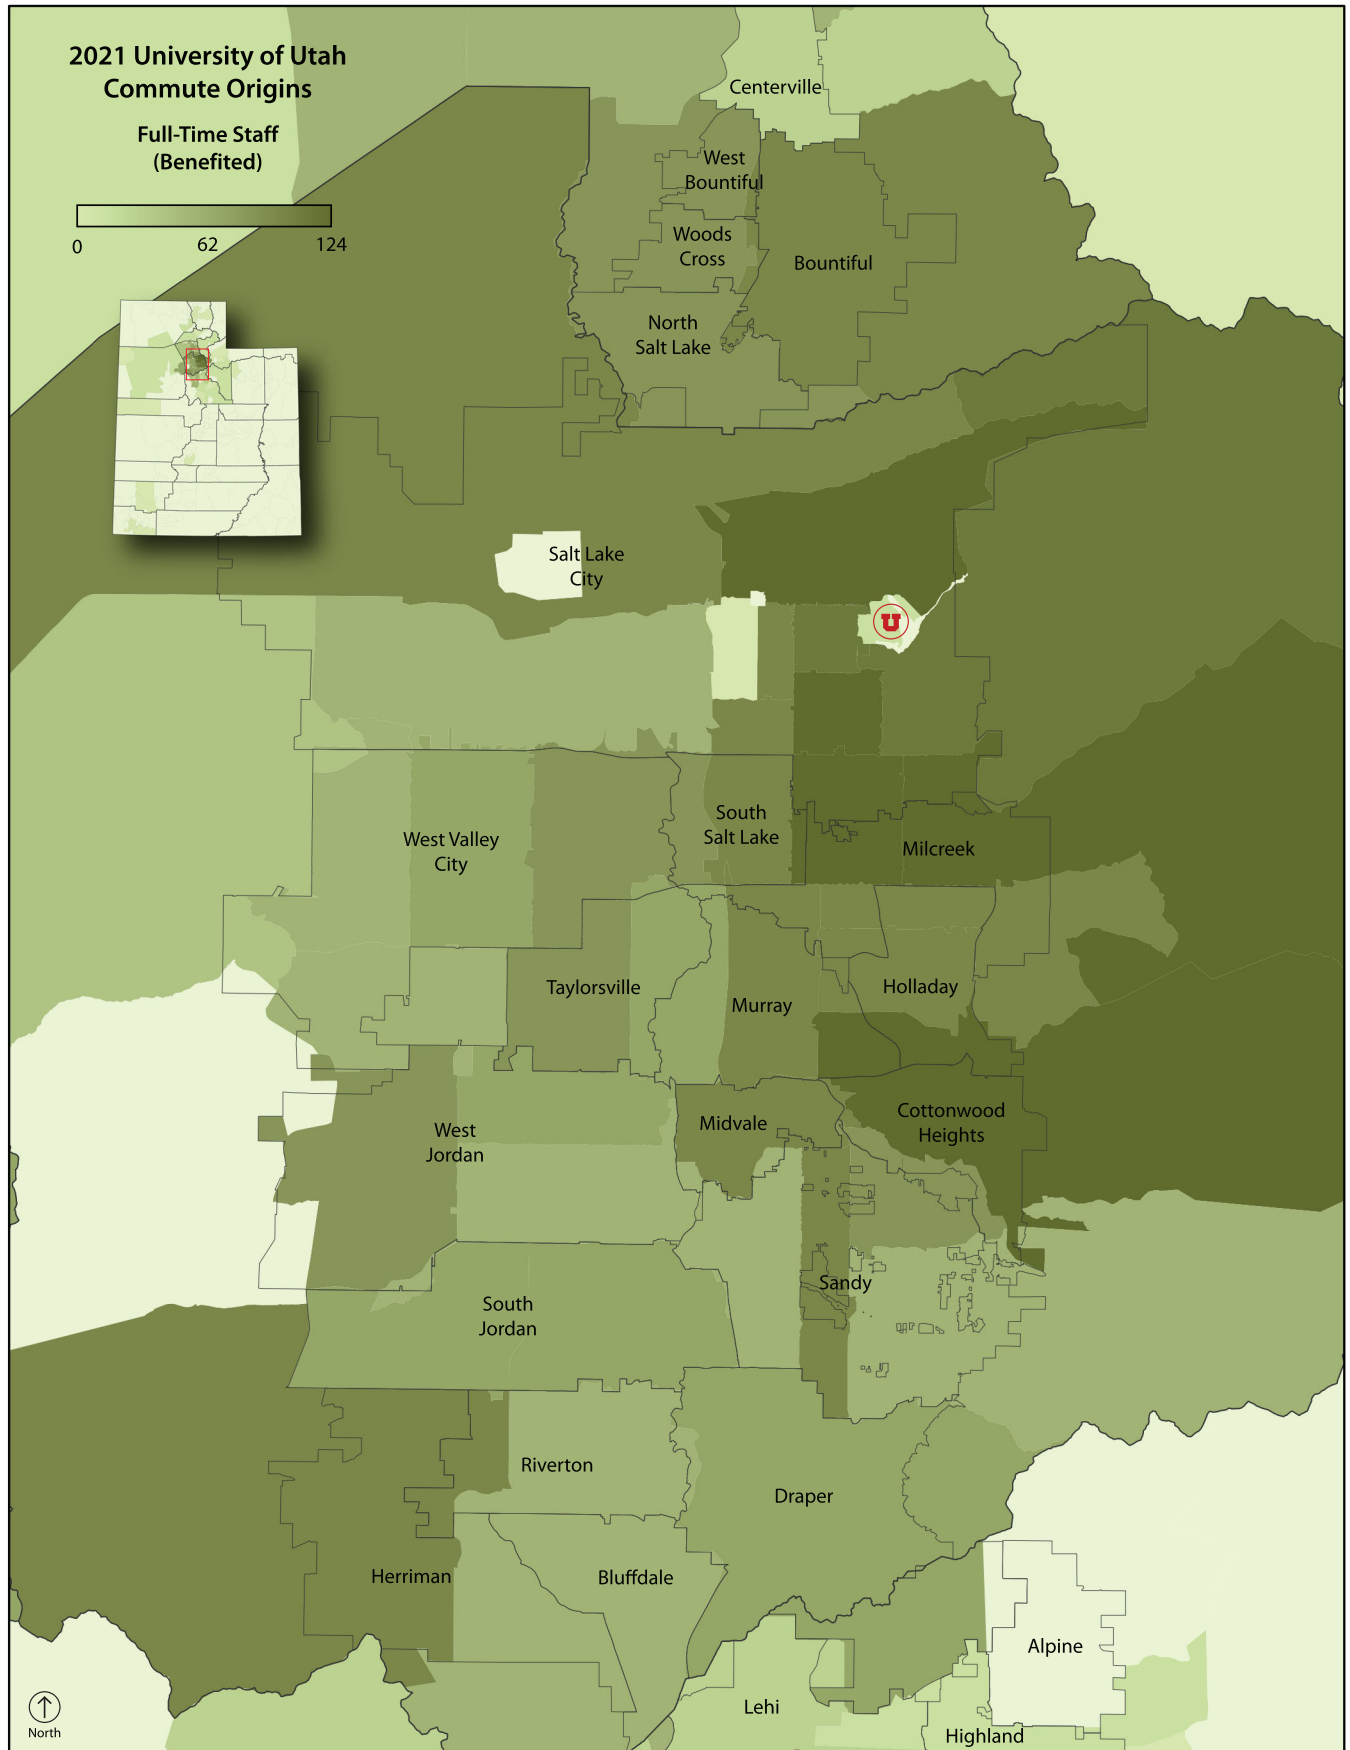 2021 University of Utah
Commute Origins
Full-Time Staff
(Benefited)
0 62 124
Centerville
West
Bountiful
Woods
Cross
Bountiful
North
Salt Lake
Salt Lake
City
U
West Valley
City
South
Salt Lake
Milcreek
Taylorsville
Murray
Holladay
West
Jordan
Midvale
Cottonwood
Heights
Sandy
South
Jordan
Riverton
Draper
Herriman
Bluffdale
Alpine
Lehi
Highland
North